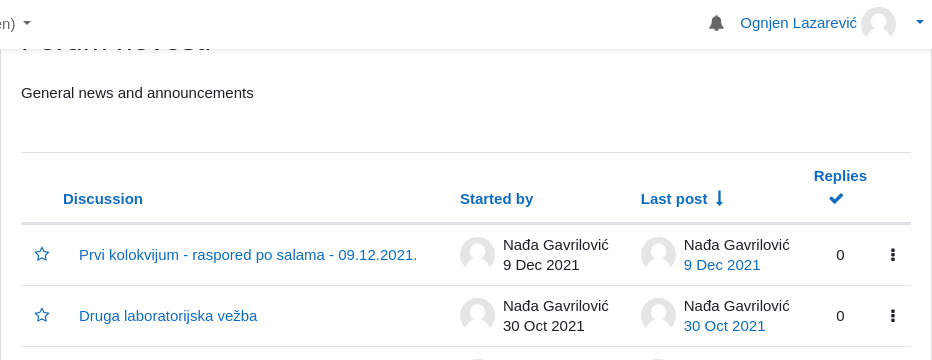 en)
Ognjen Lazarević
General news and announcements
Replies
Discussion
Started by
Last post
Prvi kolokvijum - raspored po salama - 09.12.2021.
Nađa Gavrilović
9 Dec 2021
Nađa Gavrilović
9 Dec 2021
0
Druga laboratorijska vežba
Nađa Gavrilović
30 Oct 2021
Nađa Gavrilović
30 Oct 2021
0